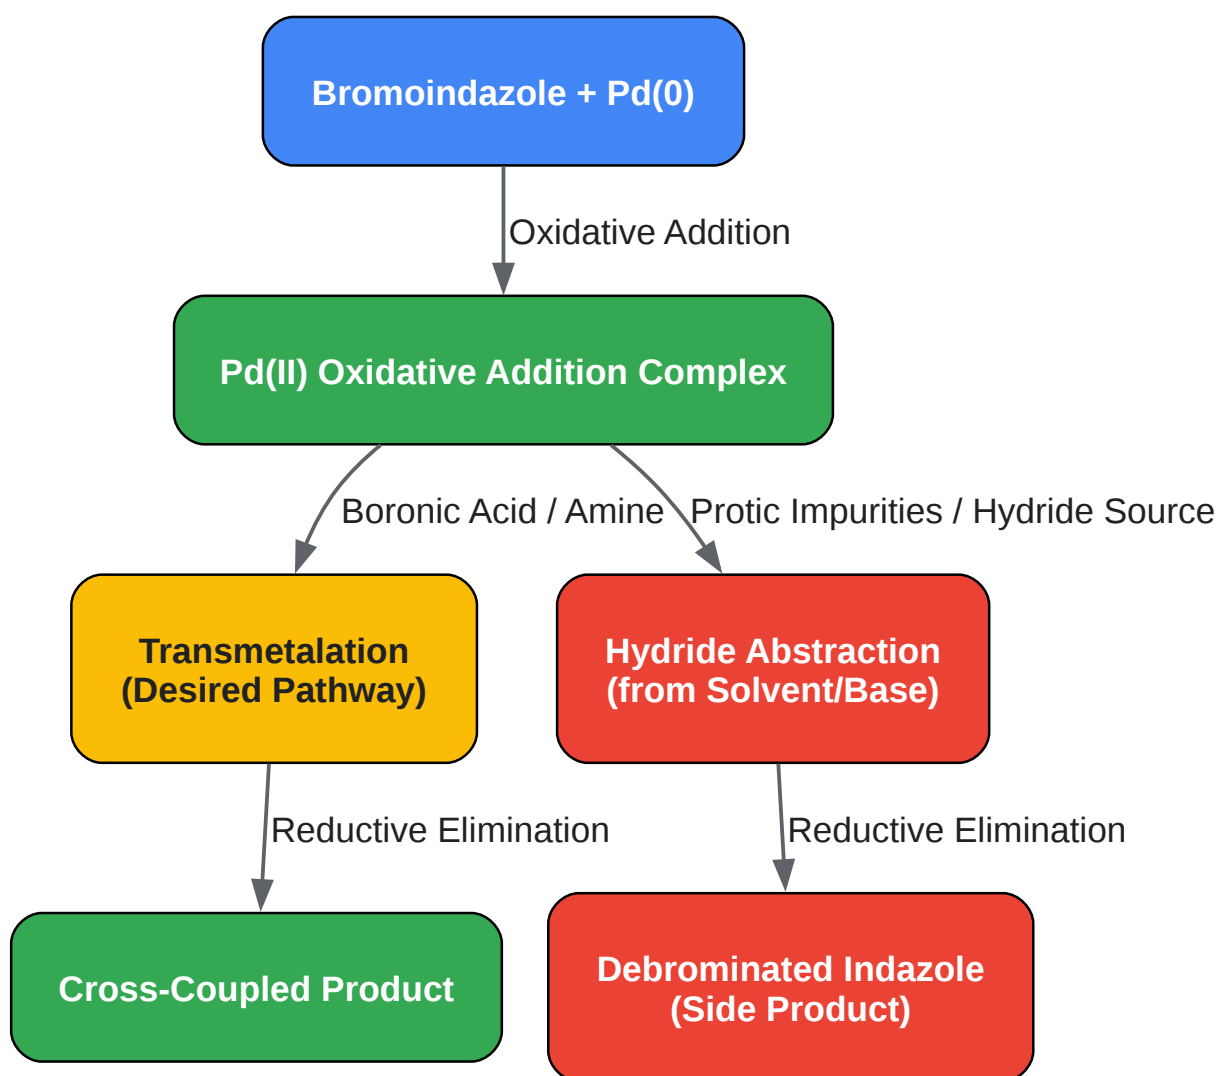 Bromoindazole + Pd(0)
Oxidative Addition
Pd(II) Oxidative Addition Complex
Boronic Acid / Amine
Protic Impurities / Hydride Source
Transmetalation
(Desired Pathway)
Hydride Abstraction
(from Solvent/Base)
Reductive Elimination
Reductive Elimination
Cross-Coupled Product
Debrominated Indazole
(Side Product)